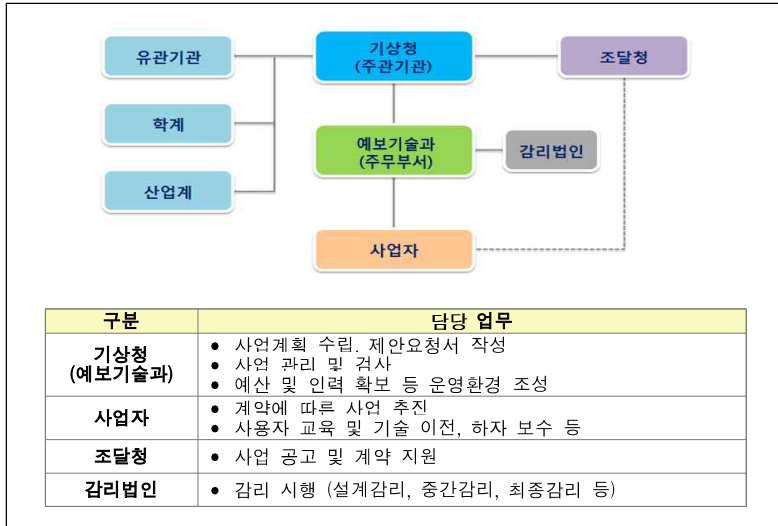 유관기관
기상청
(주관기관)
조달청
학계
예보기술과
(주무부서)
감리법인
산업계
사업자
구분 담당 업무
기상청
(예보기술과)
● 사업계획 수립. 제안요청서 작성
● 사업 관리 및 검사
● 예산 및 인력 확보 등 운영환경 조성
사업자
● 계약에 따른 사업 추진
● 사용자 교육 및 기술 이전, 하자 보수 등
조달청 ● 사업 공고 및 계약 지원
감리법인 ● 감리 시행 (설계감리, 중간감리, 최종감리 등)